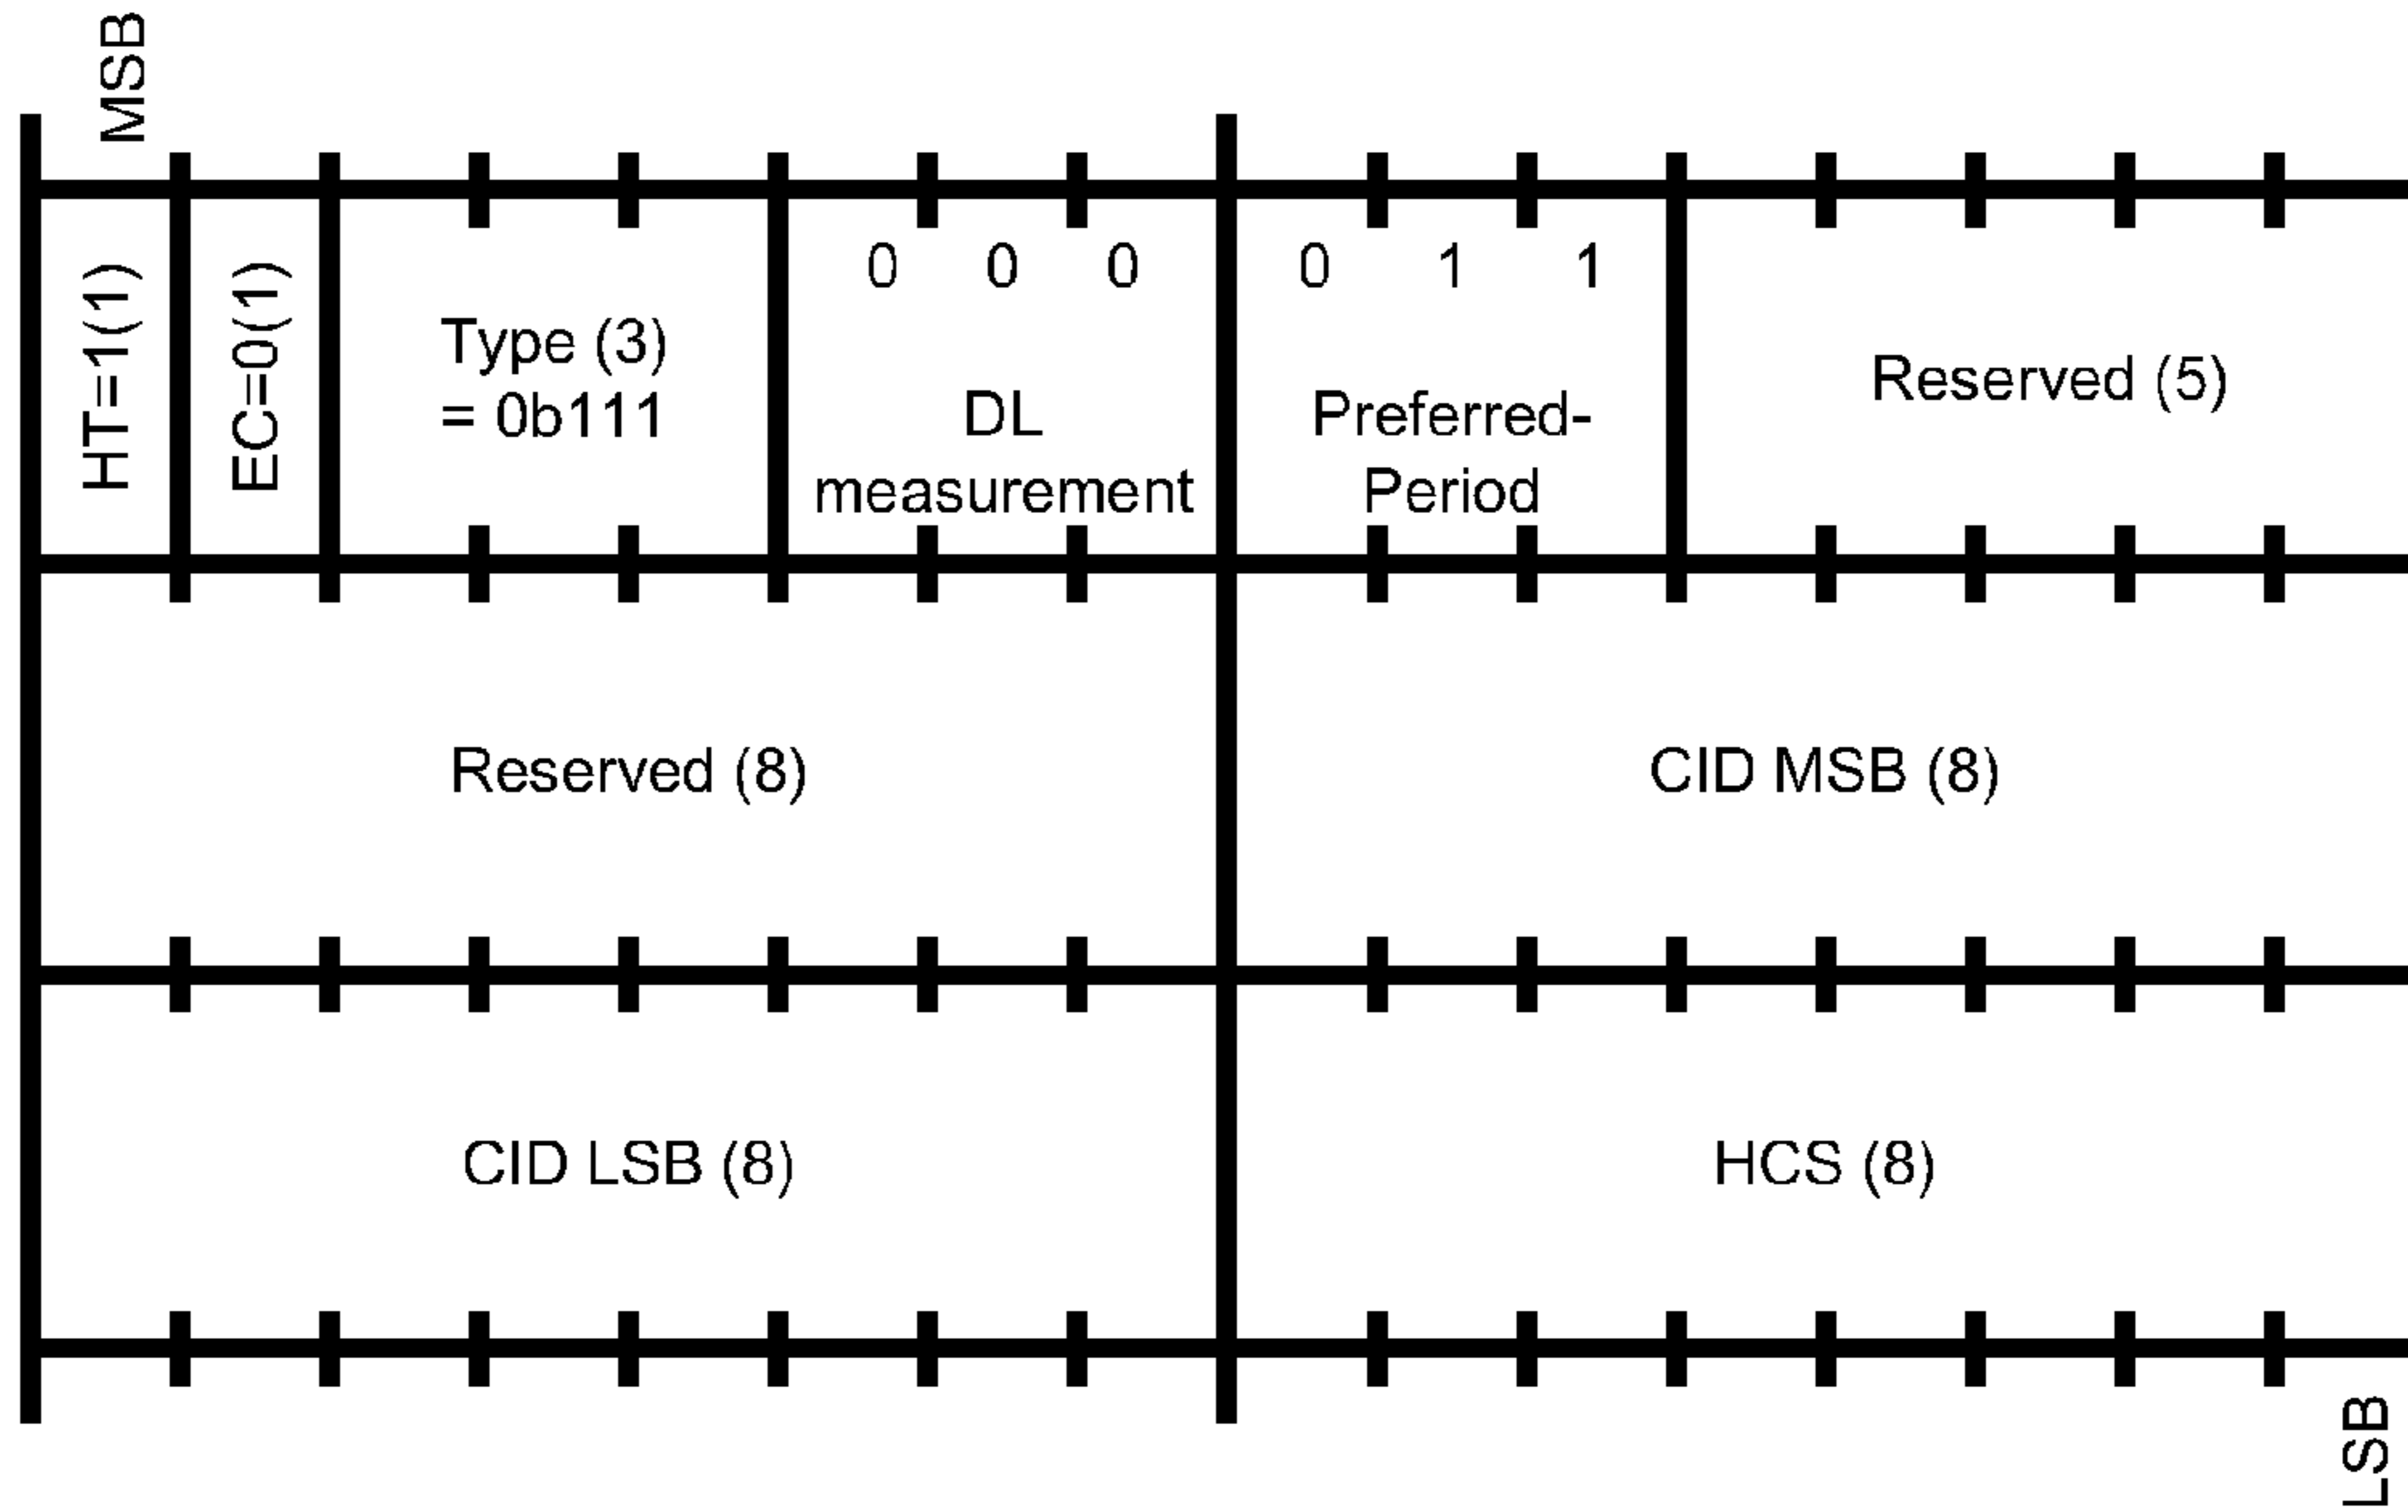 MSB
HT=1(1)
EC=0(1)
Type (3)
= 0b111
0 0 0
DL
measurement
0 1 1
Preferred-
Period
Reserved (5)
Reserved (8)
CID MSB (8)
CID LSB (8)
HCS (8)
LSB